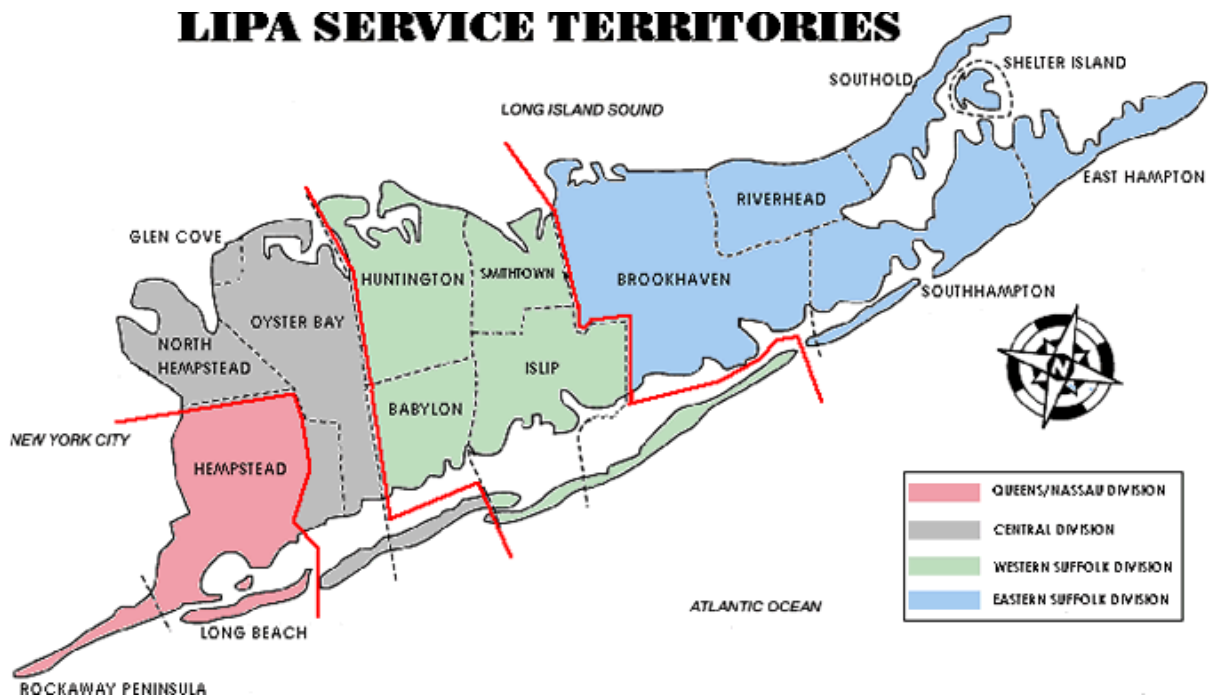 LIPA SERVICE TERRITORIES
SHELTER ISLAND
SOUTHOLD
LONG ISLAND SOUND
EAST HAMPTON
RIVERHEAD
GLEN COVE
HUNTINGTON
SMITHTOWN
BROOKHAVEN
SOUTHHAMPTON
OYSTER BAY
NORTH
HEMPSTEAD
ISLIP
N
BABYLON
NEW YORK CITY
HEMPSTEAD
QUEENS/NASSAU DIVISION
CENTRAL DIVISION
WESTERN SUFFOLK DIVISION
EASTERN SUFFOLK DIVISION
ATLANTIC OCEAN
LONG BEACH
ROCKAWAY PENINSULA